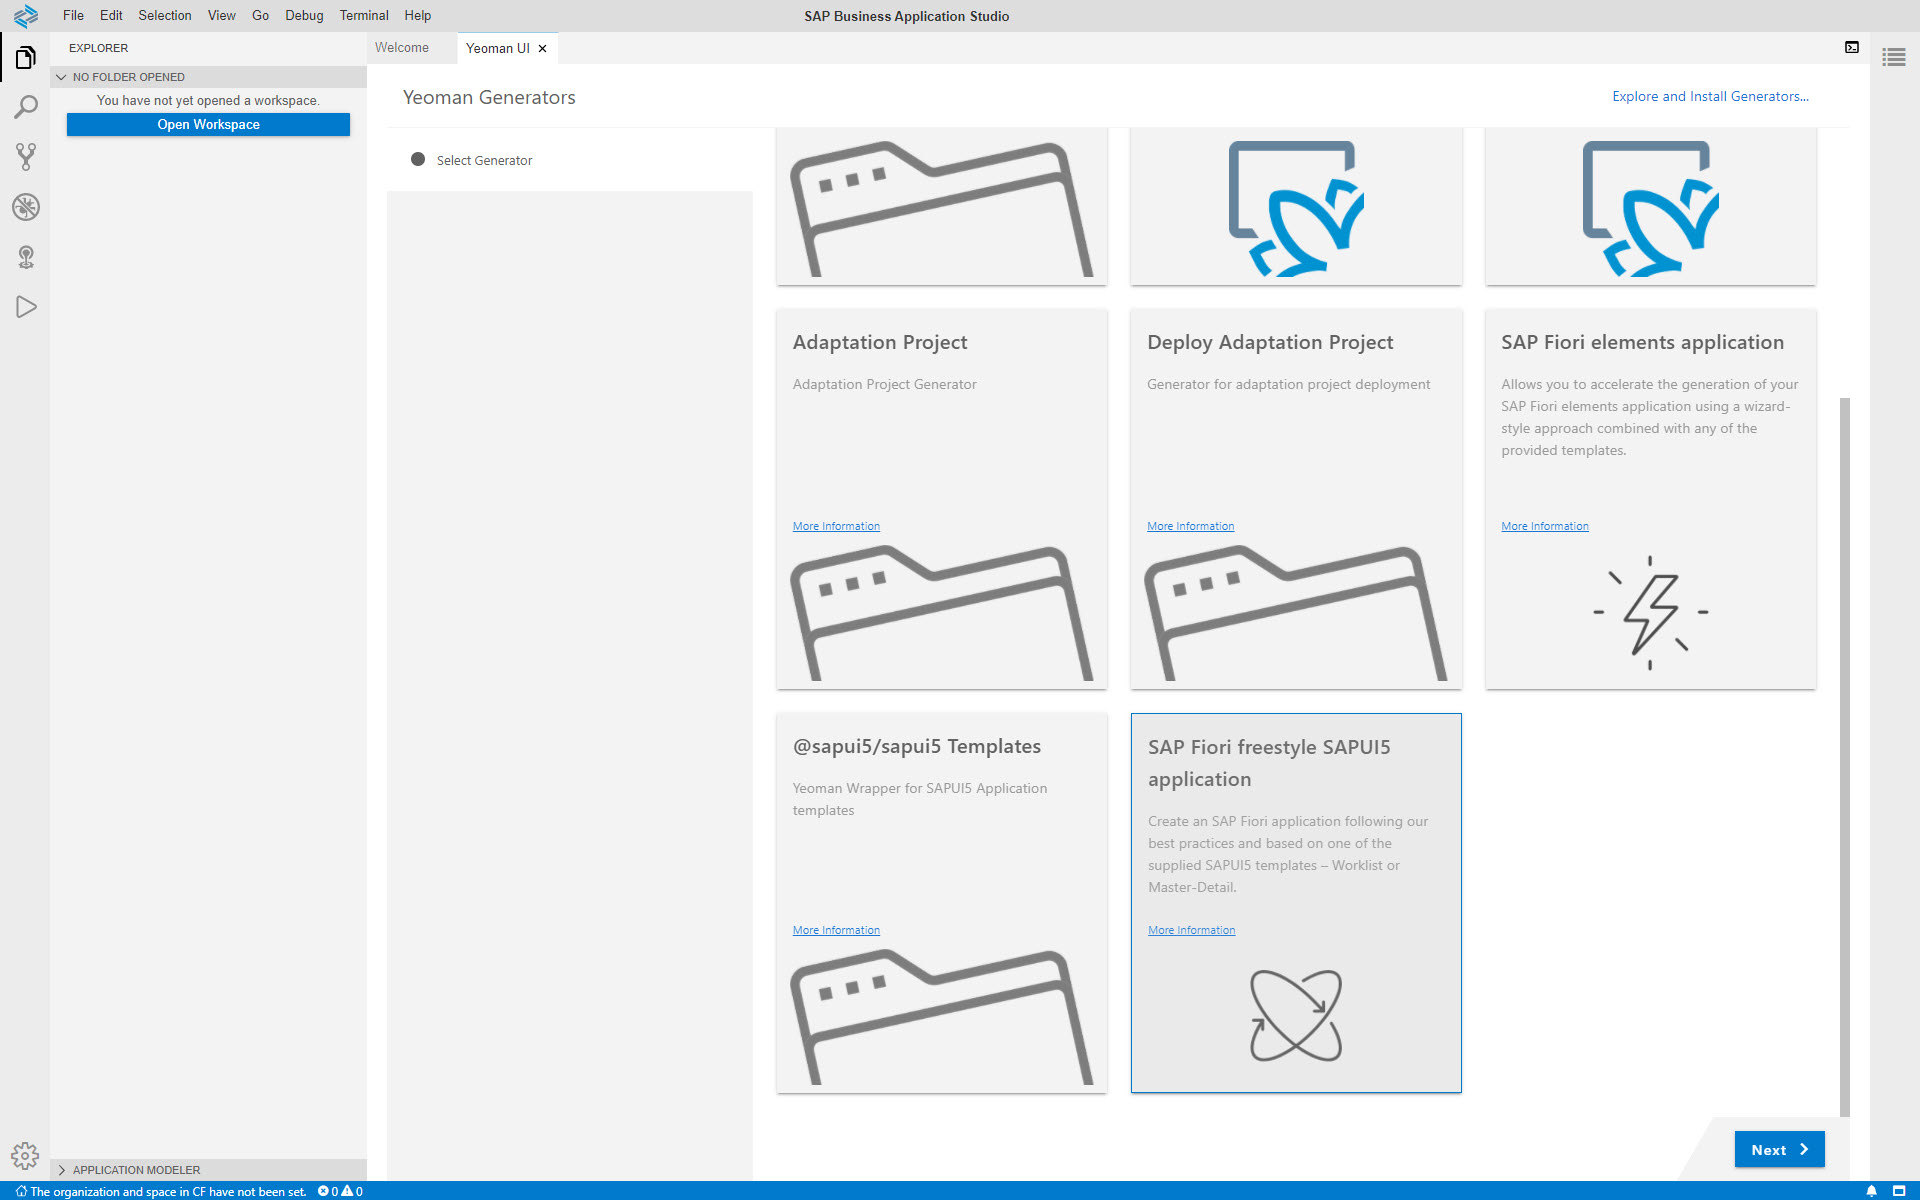 File Edit Selection View Go Debug Terminal Help
SAP Business Application Studio
EXPLORER
NO FOLDER OPENED
You have not yet opened a workspace.
Open Workspace
Welcome
Yeoman UI
Yeoman Generators
Explore and Install Generators...
Select Generator
Adaptation Project
Adaptation Project Generator
More Information
Deploy Adaptation Project
Generator for adaptation project deployment
More Information
SAP Fiori elements application
Allows you to accelerate the generation of your
SAP Fiori elements application using a wizard-
style approach combined with any of the
provided templates.
More Information
@sapui5/sapui5 Templates
Yeoman Wrapper for SAPUI5 Application
templates
More Information
SAP Fiori freestyle SAPUI5
application
Create an SAP Fiori application following our
best practices and based on one of the
supplied SAPUI5 templates – Worklist or
Master-Detail.
More Information
Next
APPLICATION MODELER
The organization and space in CF have not been set. 0 0